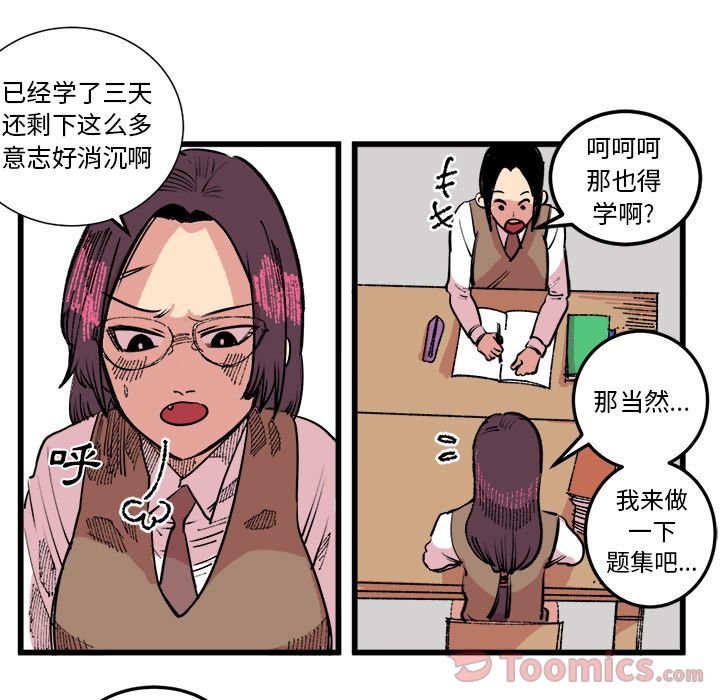 已经学了三天
还剩下这么多
意志好消沉啊
呼
呵呵呵
那也得
学啊?
那当然...
我来做
一下
题集吧...
Toomics.com